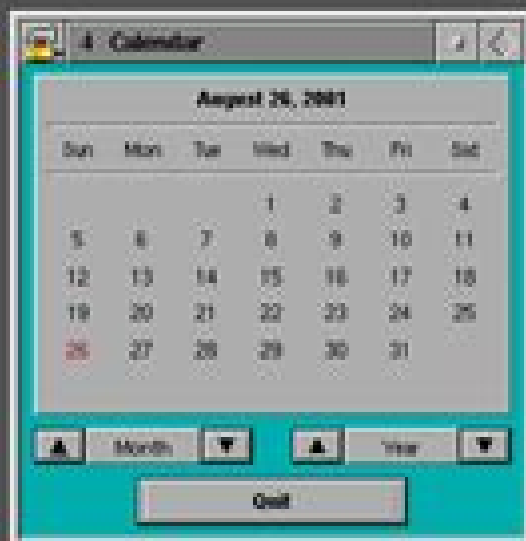 4 Calendar
August 26, 2001
Sun Mon Tue Wed Thu Fri Sat
1 2 3 4
5 6 7 8 9 10 11
12 13 14 15 16 17 18
19 20 21 22 23 24 25
26 27 28 29 30 31
Month Year
Quit